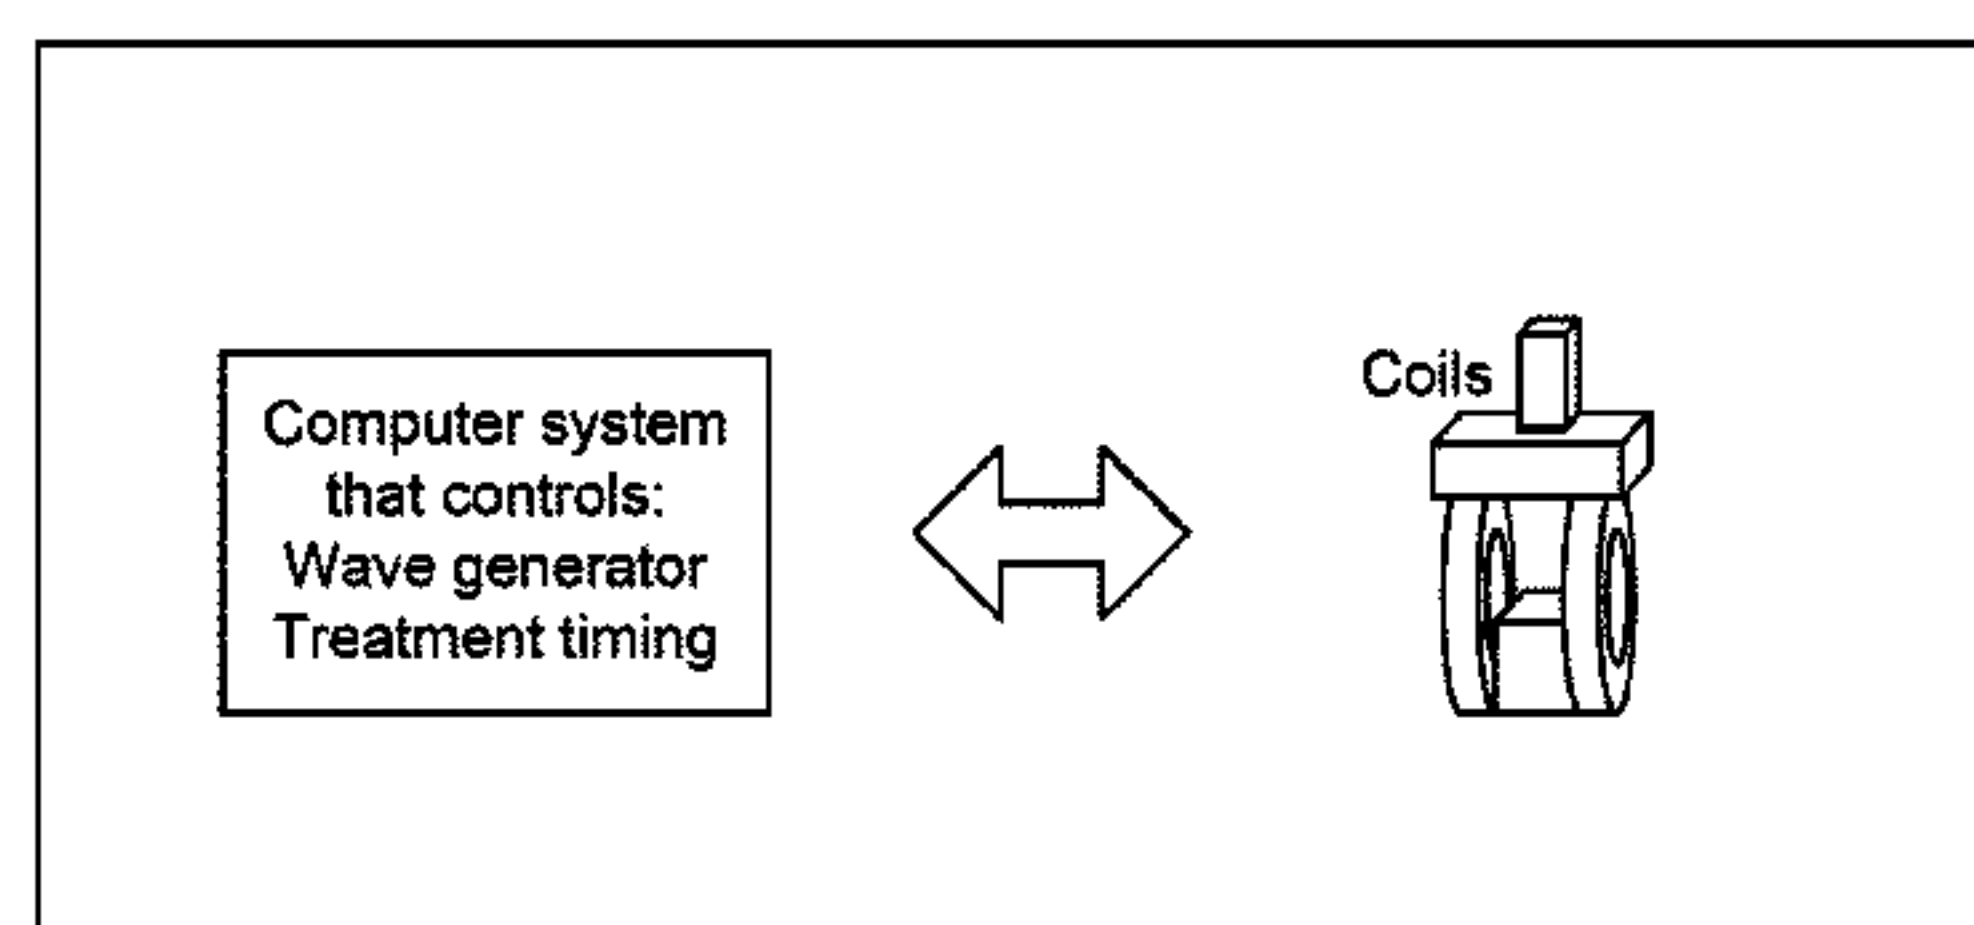 Computer system
that controls:
Wave generator
Treatment timing
Coils